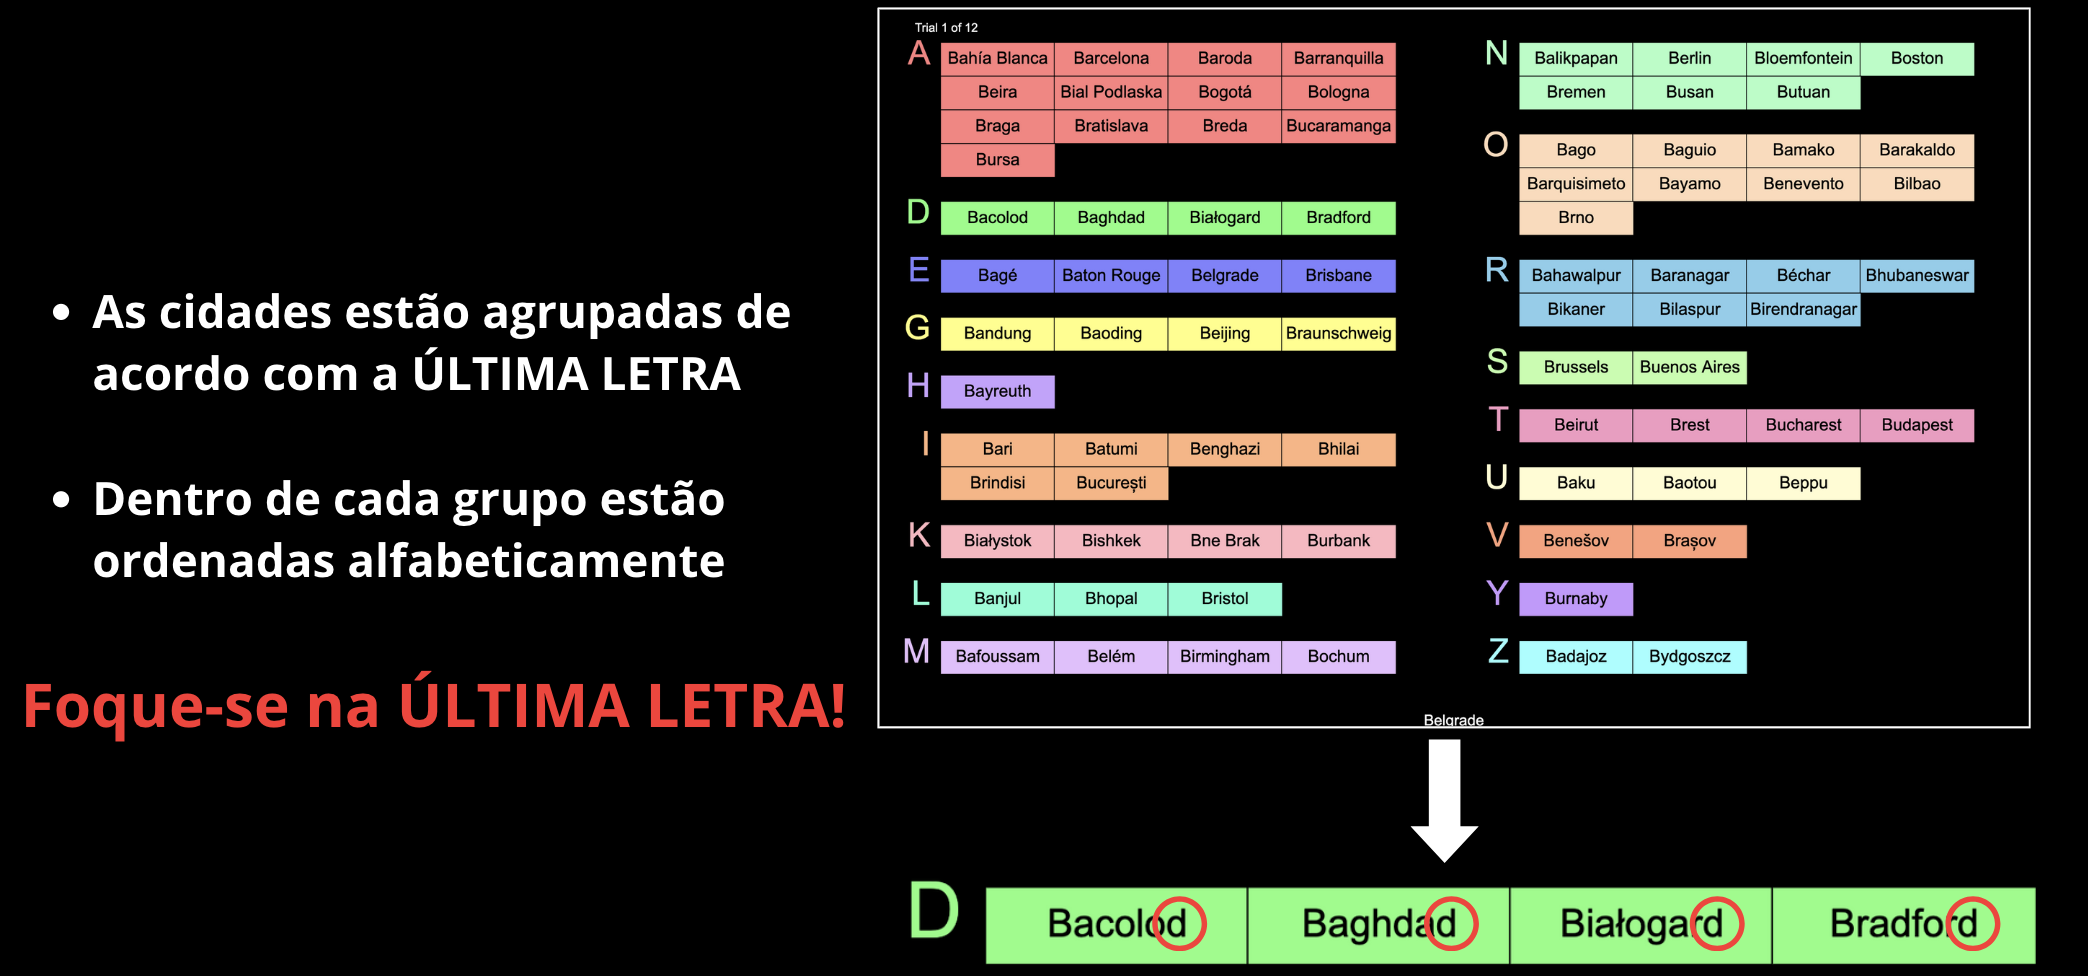 • As cidades estão agrupadas de
acordo com a ÚLTIMA LETRA
• Dentro de cada grupo estão
ordenadas alfabeticamente
Foque-se na ÚLTIMA LETRA!
Trial 1 of 12
A
Bahía Blanca Barcelona Baroda Barranquilla
Beira Bial Podlaska Bogotá Bologna
Braga Bratislava Breda Bucaramanga
Bursa
D
Bacolod Baghdad Białogard Bradford
E
Bagé Baton Rouge Belgrade Brisbane
G
Bandung Baoding Beijing Braunschweig
H
Bayreuth
I
Bari Batumi Benghazi Bhilai
Brindisi București
K
Białystok Bishkek Bne Brak Burbank
L
Banjul Bhopal Bristol
M
Bafoussam Belém Birmingham Bochum
N
Balikpapan Berlin Bloemfontein Boston
Bremen Busan Butuan
O
Bago Baguio Bamako Barakaldo
Barquisimeto Bayamo Benevento Bilbao
Brno
R
Bahawalpur Baranagar Béchar Bhubaneswar
Bikaner Bilaspur Birendranagar
S
Brussels Buenos Aires
T
Beirut Brest Bucharest Budapest
U
Baku Baotou Beppu
V
Benešov Brașov
Y
Burnaby
Z
Badajoz Bydgoszcz
Belgrade
D
Bacolod Baghdad Białogard Bradford